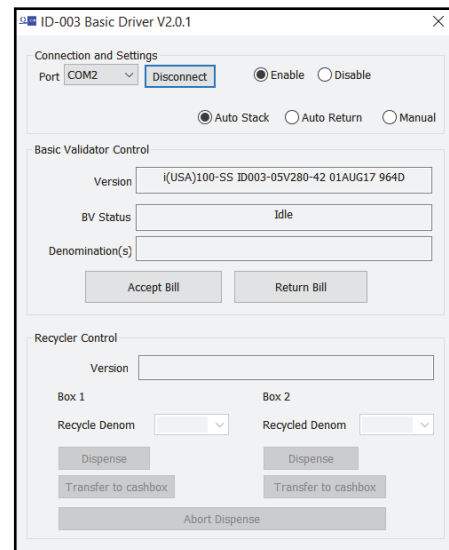 ID-003 Basic Driver V2.0.1
Connection and Settings
Port COM2 Disconnect Enable Disable
Auto Stack Auto Return Manual
Basic Validator Control
Version i(USA)100-SS ID003-05V280-42 01AUG17 964D
BV Status Idle
Denomination(s)
Accept Bill Return Bill
Recycler Control
Version
Box 1 Box 2
Recycle Denom Recycled Denom
Dispense Dispense
Transfer to cashbox Transfer to cashbox
Abort Dispense